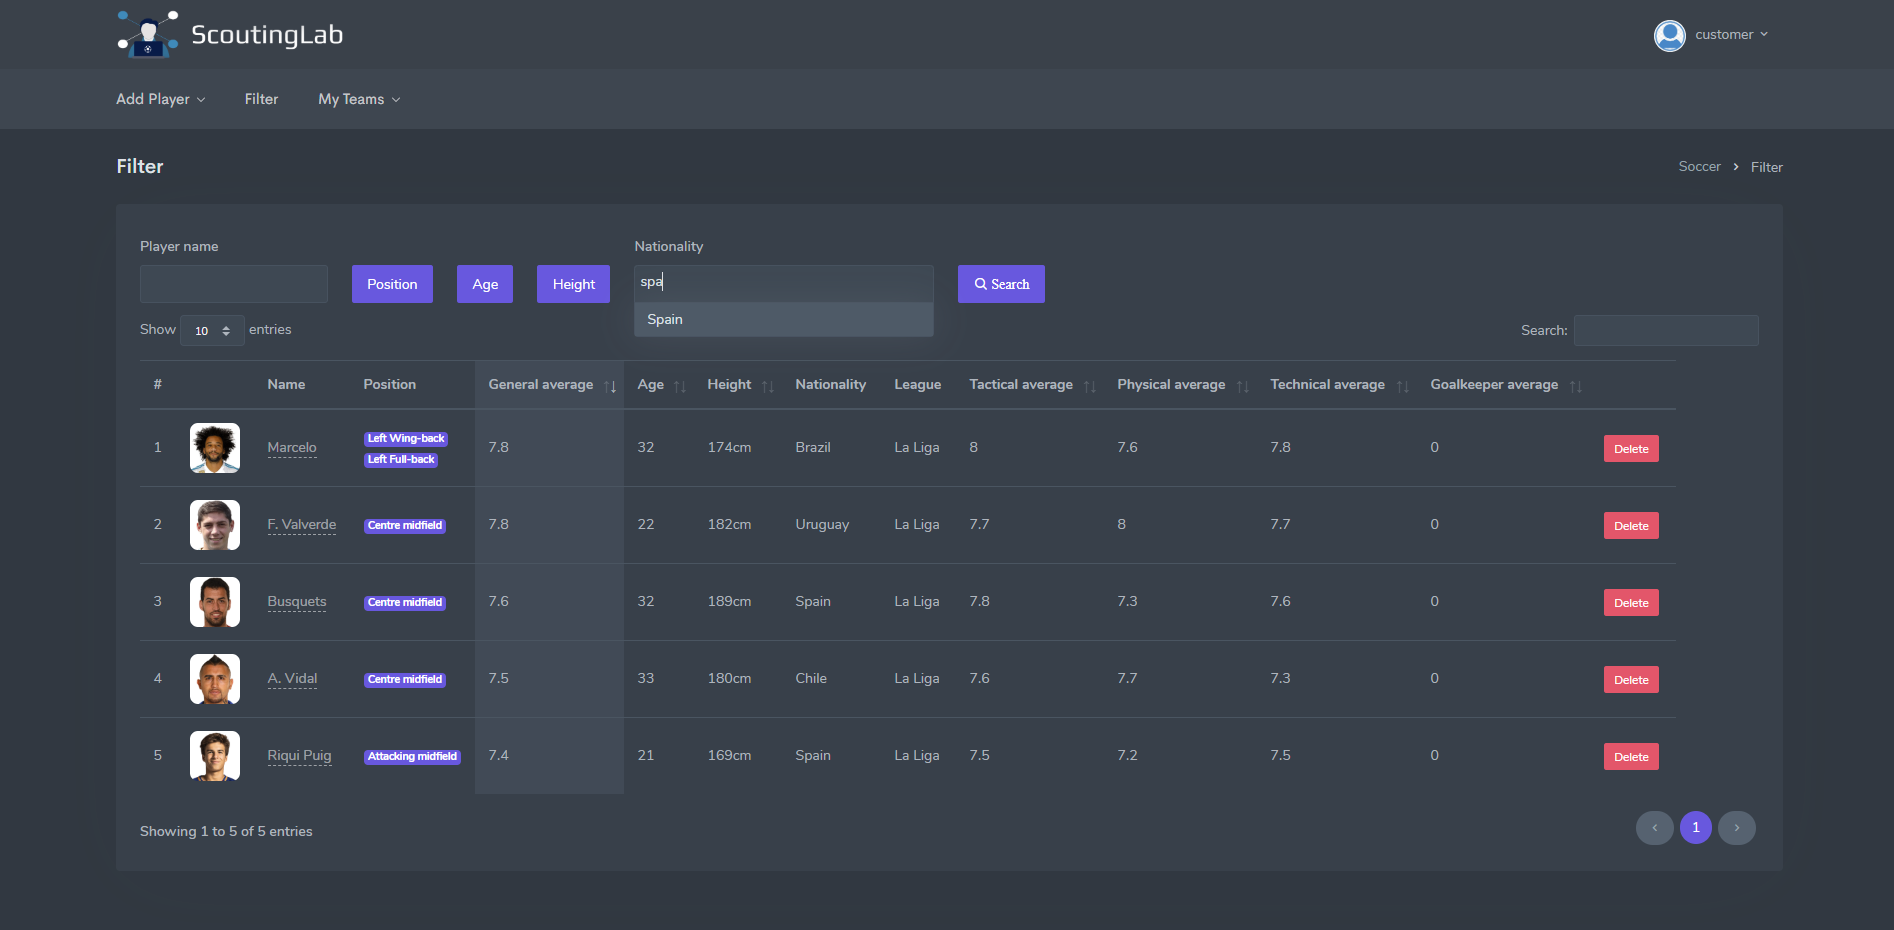 ScoutingLab
customer
Add Player
Filter
My Teams
Filter
Soccer > Filter
Player name
Nationality
Position
Age
Height
spa
Search
Spain
Show 10 entries
Search:
# Name Position General average Age Height Nationality League Tactical average Physical average Technical average Goalkeeper average
1 Marcelo Left Wing-back Left Full-back 7.8 32 174cm Brazil La Liga 8 7.6 7.8 0 Delete
2 F. Valverde Centre midfield 7.8 22 182cm Uruguay La Liga 7.7 8 7.7 0 Delete
3 Busquets Centre midfield 7.6 32 189cm Spain La Liga 7.8 7.3 7.6 0 Delete
4 A. Vidal Centre midfield 7.5 33 180cm Chile La Liga 7.6 7.7 7.3 0 Delete
5 Riqui Puig Attacking midfield 7.4 21 169cm Spain La Liga 7.5 7.2 7.5 0 Delete
Showing 1 to 5 of 5 entries
‹ 1 ›